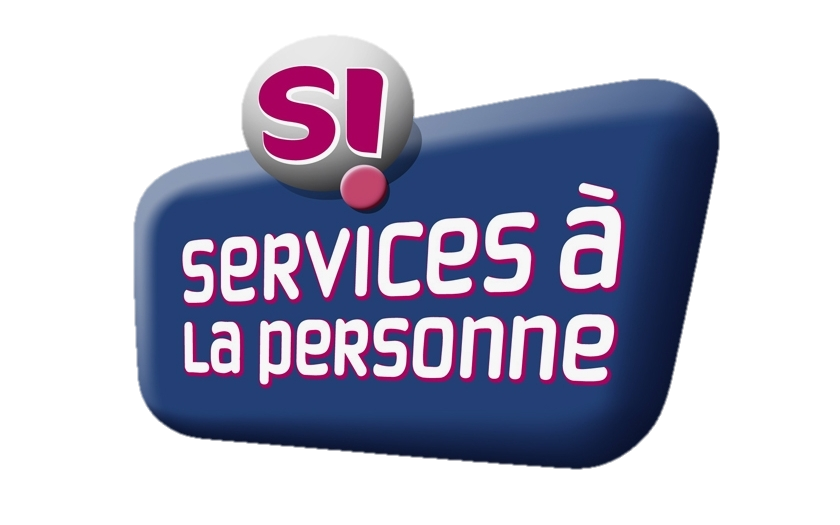 SI
services à
La personne